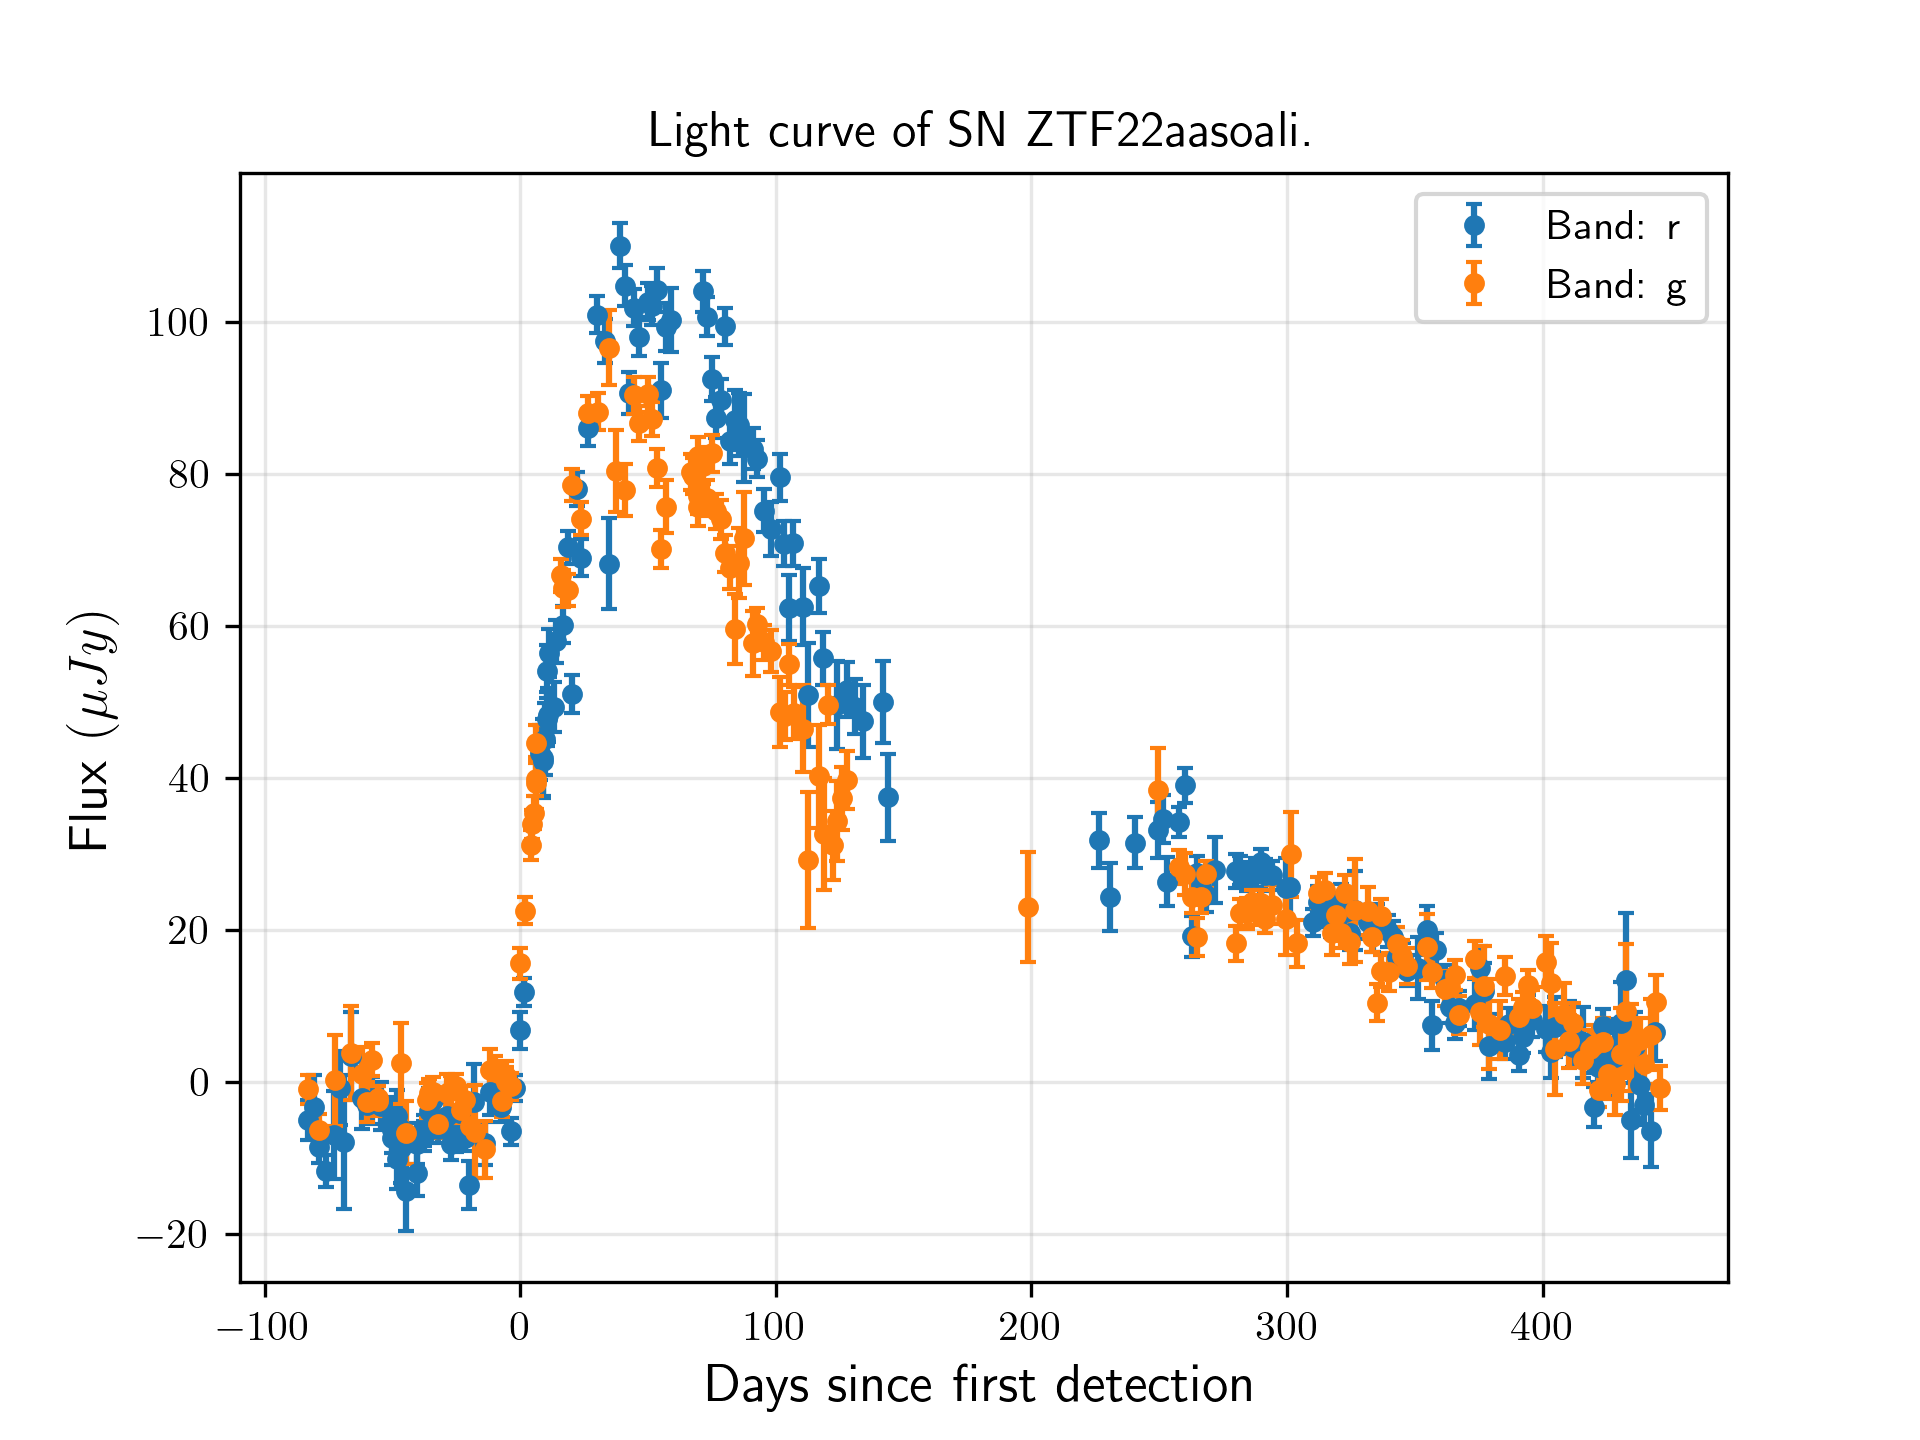 Light curve of SN ZTF22aasoali.
Band: r
Band: g
Flux (μJy)
100
80
60
40
20
0
−20
−100 0 100 200 300 400
Days since first detection